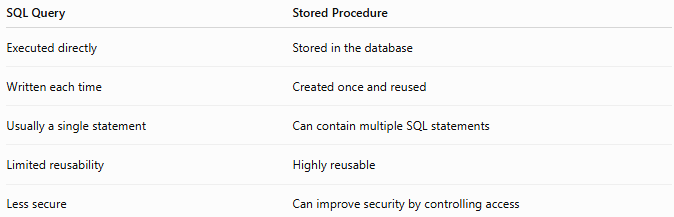 SQL Query Stored Procedure
Executed directly Stored in the database
Written each time Created once and reused
Usually a single statement Can contain multiple SQL statements
Limited reusability Highly reusable
Less secure Can improve security by controlling access